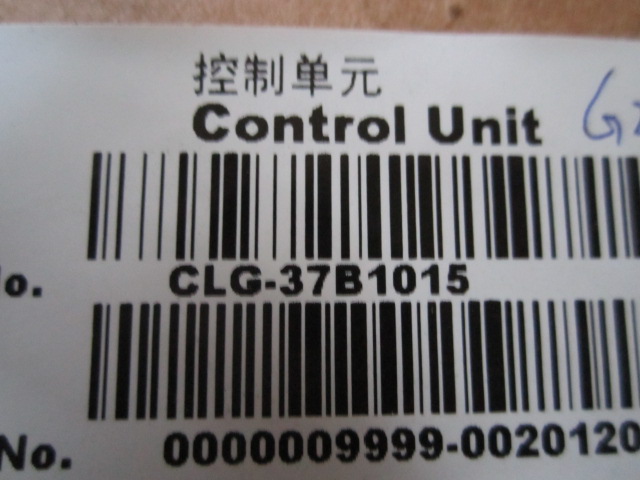 控制单元
Control Unit
o. CLG-37B1015
No. 0000009999-0020120